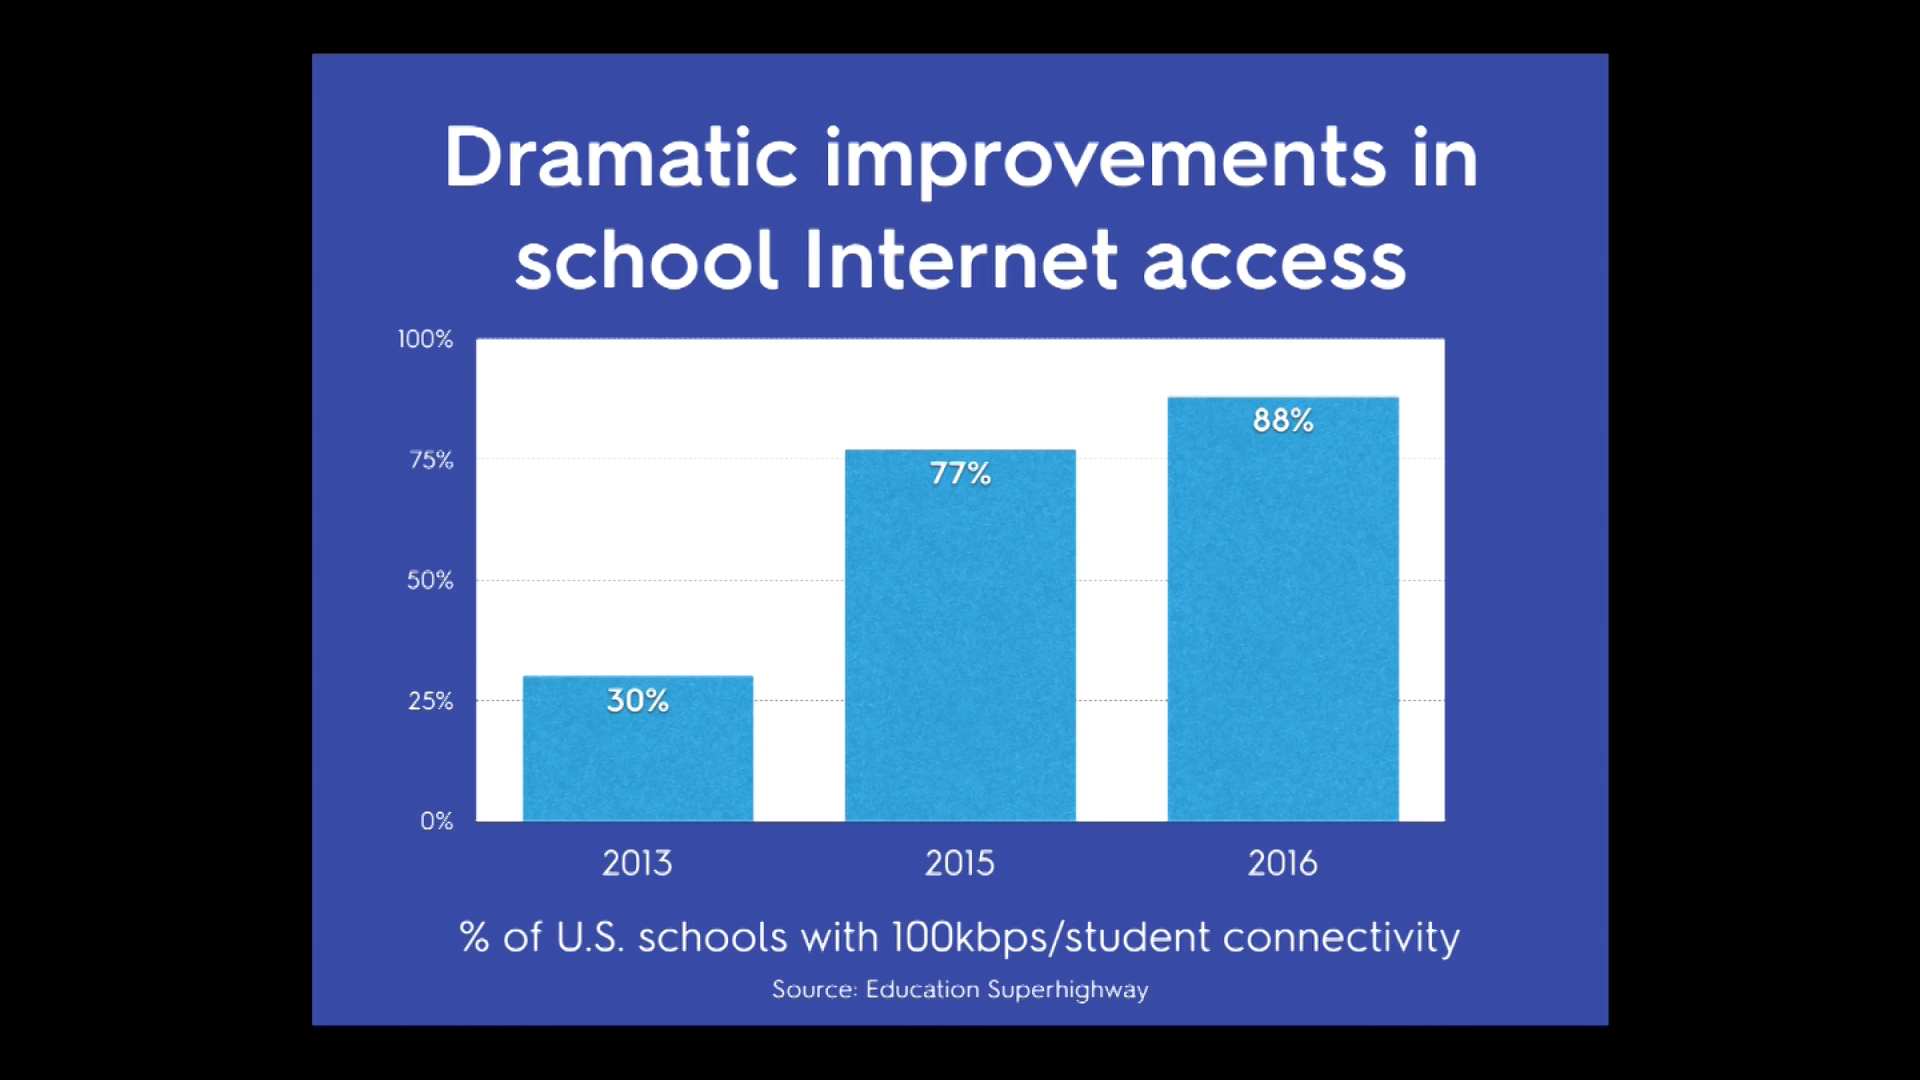 Dramatic improvements in
school Internet access
100%
75%
50%
25%
0%
30%
77%
88%
2013
2015
2016
% of U.S. schools with 100kbps/student connectivity
Source: Education Superhighway